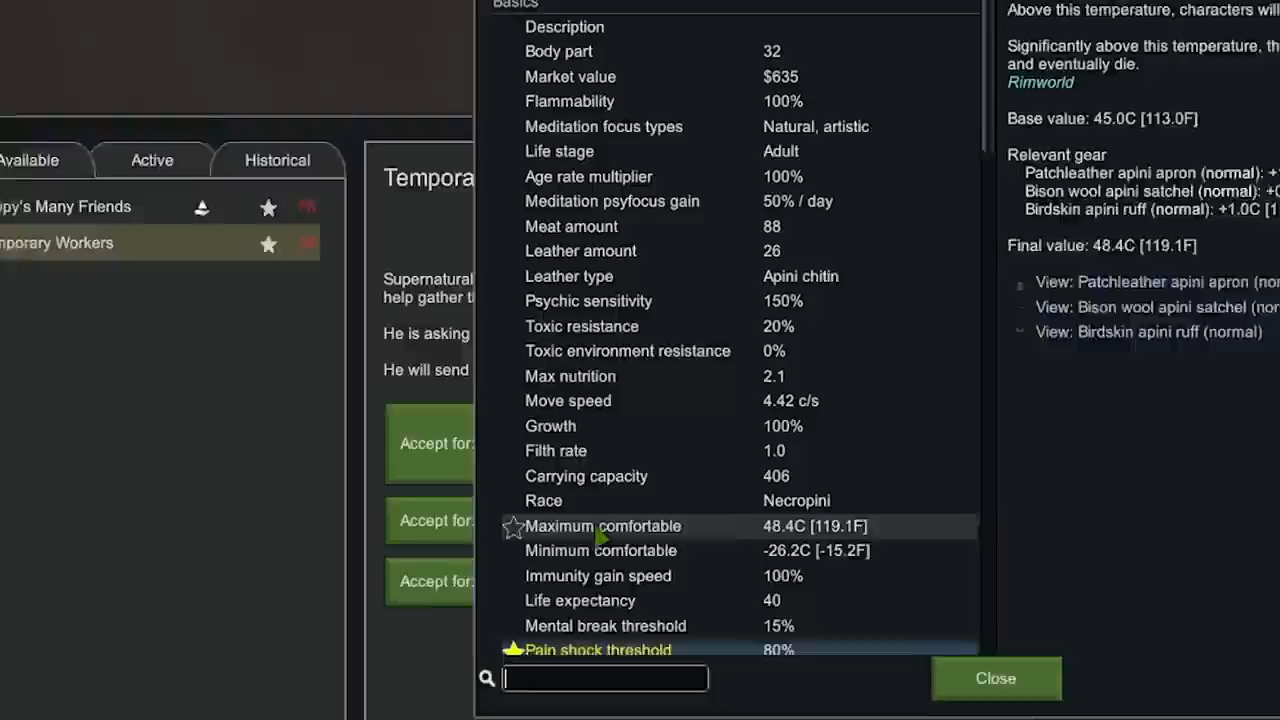 Basics
Description
Body part 32
Market value $635
Flammability 100%
Meditation focus types Natural, artistic
Life stage Adult
Age rate multiplier 100%
Meditation psyfocus gain 50% / day
Meat amount 88
Leather amount 26
Leather type Apini chitin
Psychic sensitivity 150%
Toxic resistance 20%
Toxic environment resistance 0%
Max nutrition 2.1
Move speed 4.42 c/s
Growth 100%
Filth rate 1.0
Carrying capacity 406
Race Necropini
Maximum comfortable 48.4C [119.1F]
Minimum comfortable -26.2C [-15.2F]
Immunity gain speed 100%
Life expectancy 40
Mental break threshold 15%
Pain shock threshold 80%
Close
Available Active Historical
py's Many Friends
mporary Workers
Tempora
Supernatural
help gather t
He is asking
He will send
Accept for:
Accept for:
Accept for:
Above this temperature, characters will
Significantly above this temperature, th
and eventually die.
Rimworld
Base value: 45.0C [113.0F]
Relevant gear
Patchleather apini apron (normal): +
Bison wool apini satchel (normal): +0
Birdskin apini ruff (normal): +1.0C [1
Final value: 48.4C [119.1F]
View: Patchleather apini apron (nor
View: Bison wool apini satchel (nor
View: Birdskin apini ruff (normal)